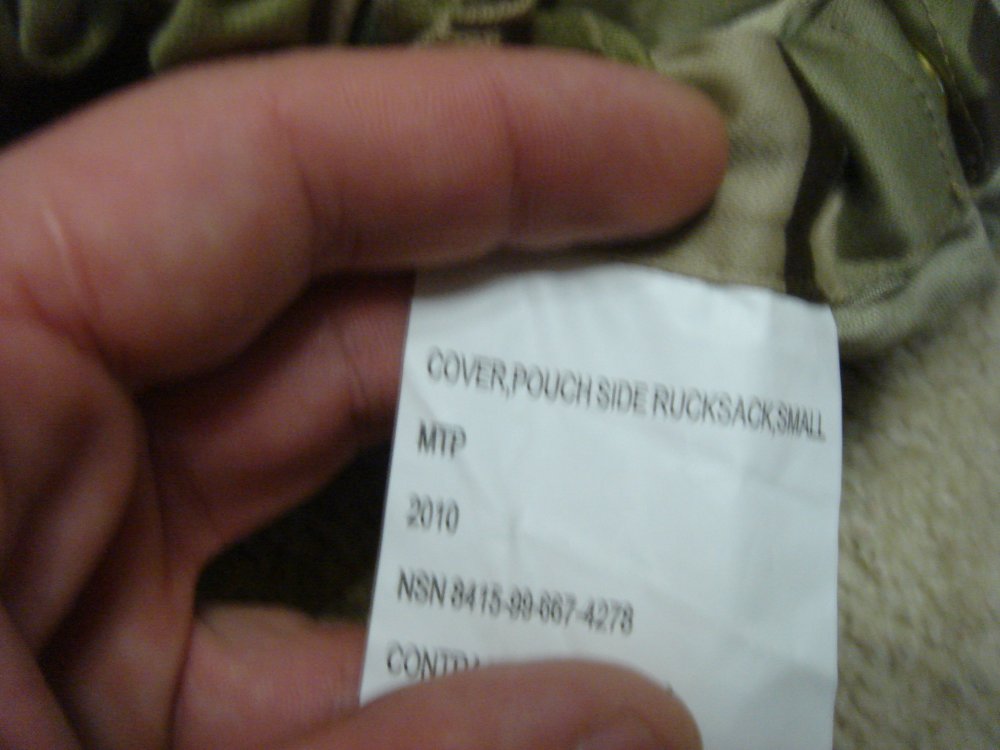 COVER,POUCH SIDE RUCKSACK,SMALL
MTP
2010
NSN 8415-99-667-4278